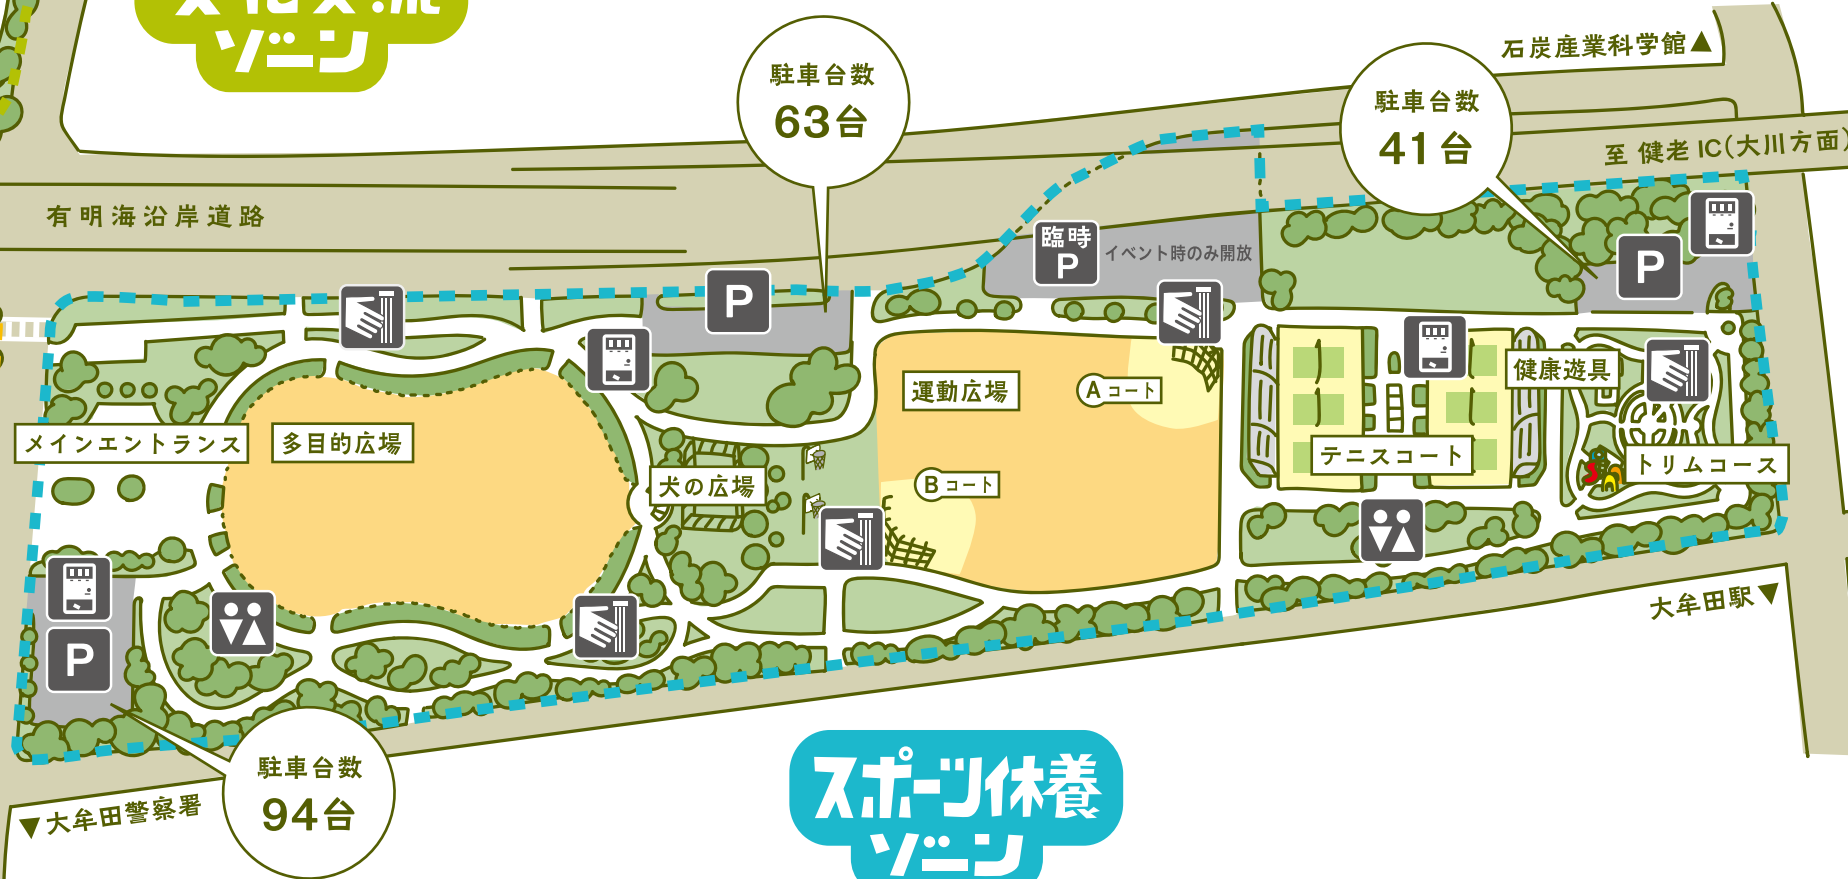 ゾーン
駐車台数
63台
駐車台数
41台
石炭産業科学館▲
至 健老 IC(大川方面)
有明海沿岸道路
臨時
P
イベント時のみ開放
P
P
運動広場
A コート
B コート
健康遊具
メインエントランス
多目的広場
犬の広場
テニスコート
トリムコース
P
大牟田駅▼
駐車台数
94台
▼大牟田警察署
スポーツ休養
ゾーン